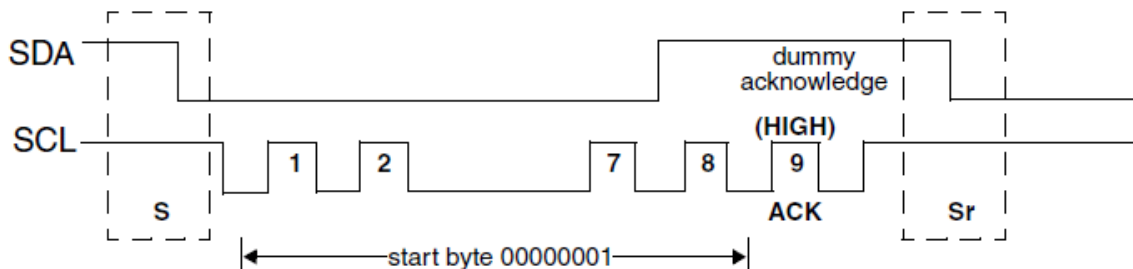 SDA
dummy
acknowledge
SCL
(HIGH)
1 2 7 8 9
S
ACK
Sr
start byte 00000001